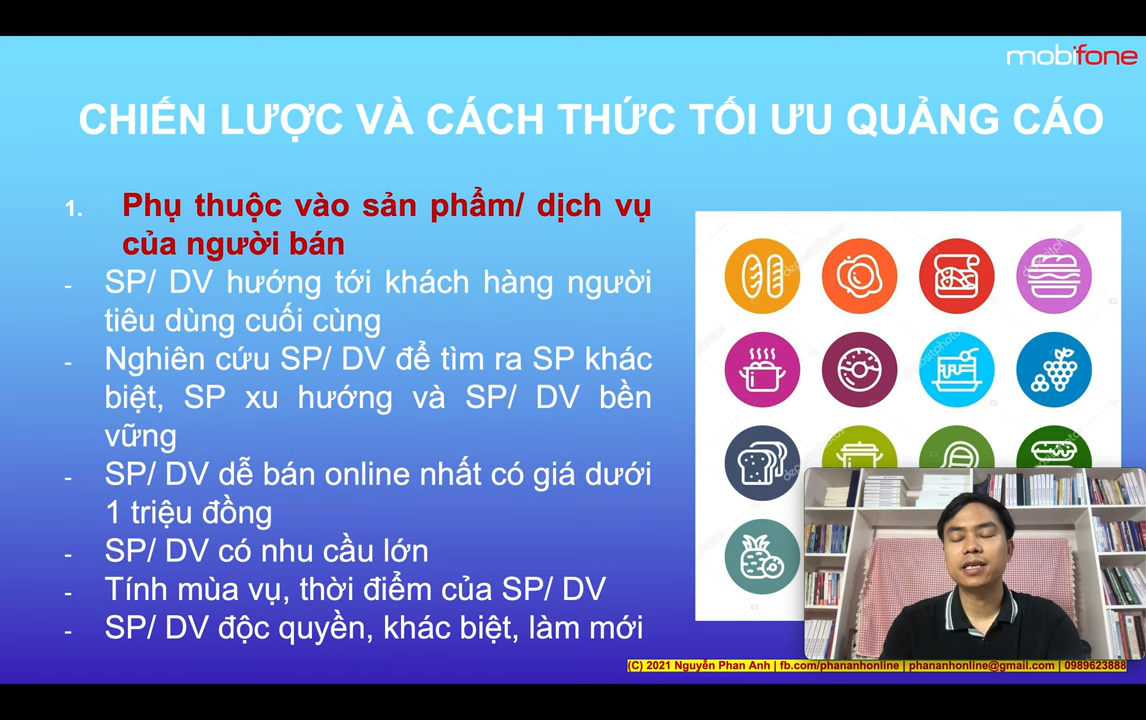 mobifone
CHIẾN LƯỢC VÀ CÁCH THỨC TỐI ƯU QUẢNG CÁO
1. Phụ thuộc vào sản phẩm/ dịch vụ
của người bán
- SP/ DV hướng tới khách hàng người
tiêu dùng cuối cùng
- Nghiên cứu SP/ DV để tìm ra SP khác
biệt, SP xu hướng và SP/ DV bền
vững
- SP/ DV dễ bán online nhất có giá dưới
1 triệu đồng
- SP/ DV có nhu cầu lớn
- Tính mùa vụ, thời điểm của SP/ DV
- SP/ DV độc quyền, khác biệt, làm mới
(C) 2021 Nguyễn Phan Anh | fb.com/phananhonline | phananhonline@gmail.com | 0989623888